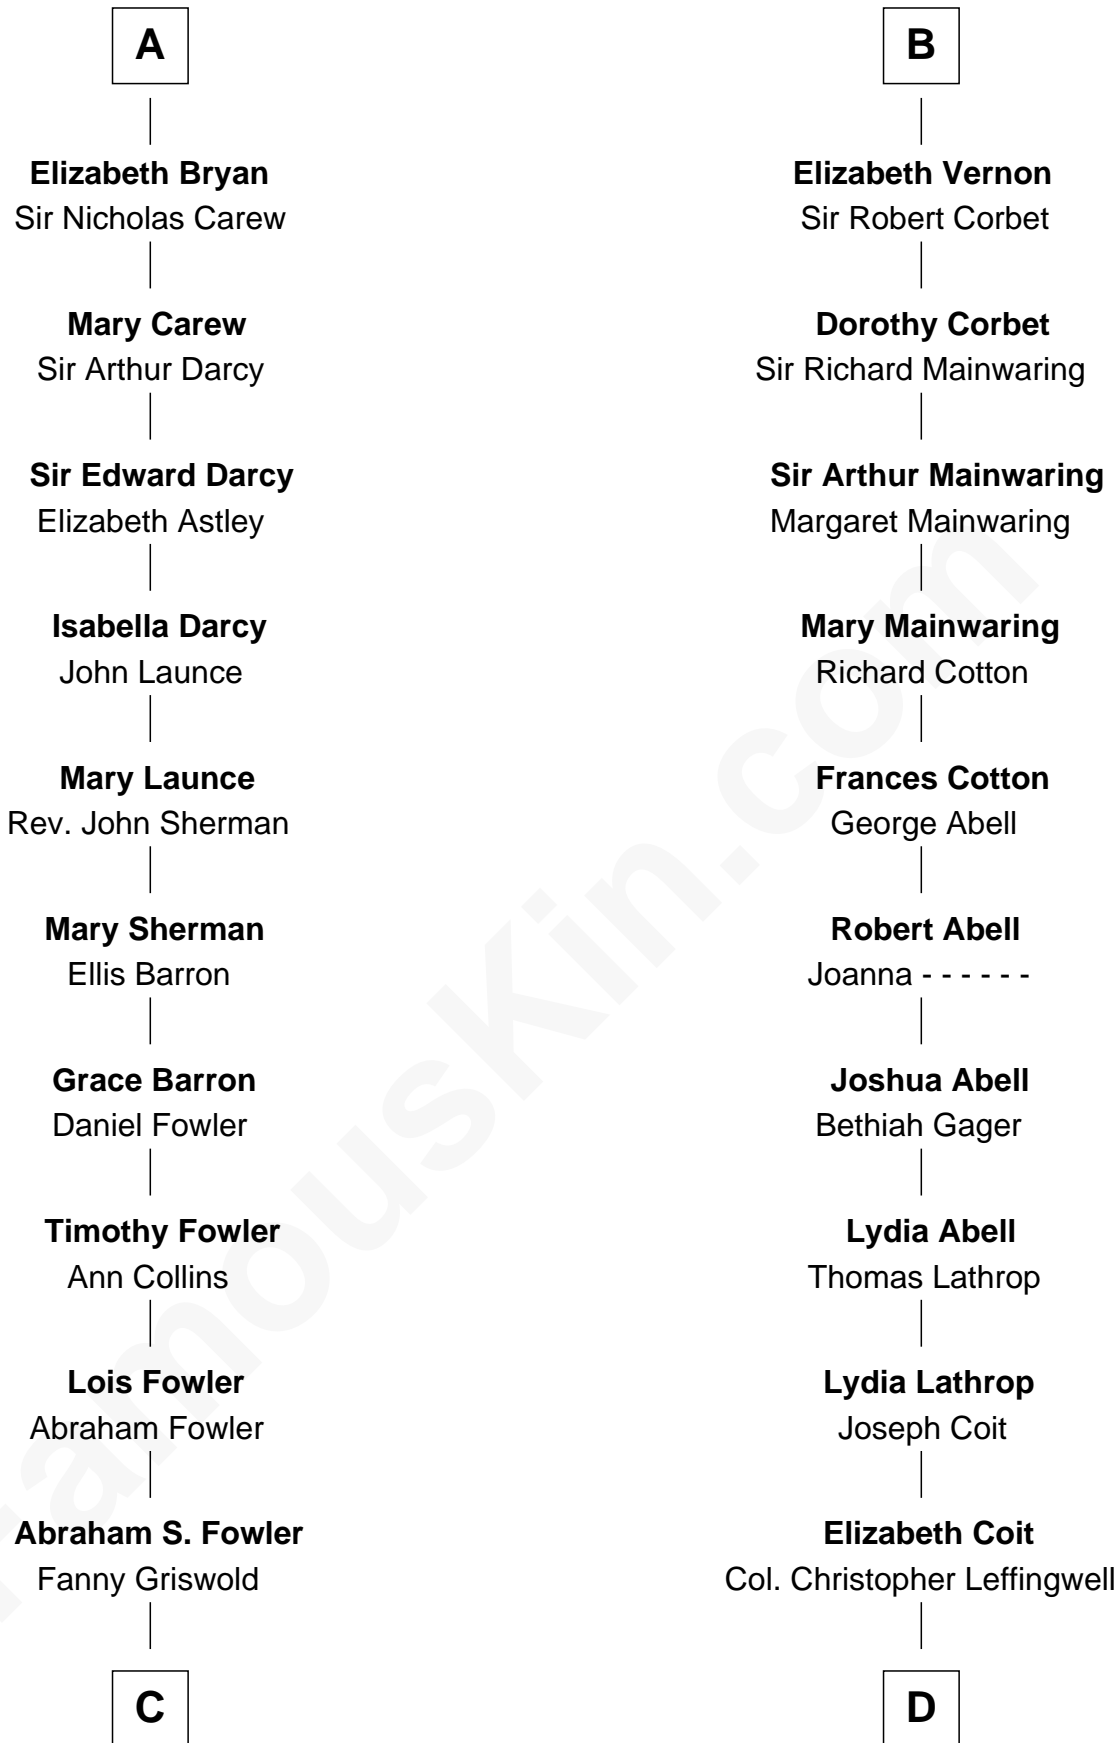 A
Elizabeth Bryan
Sir Nicholas Carew
Mary Carew
Sir Arthur Darcy
Sir Edward Darcy
Elizabeth Astley
Isabella Darcy
John Launce
Mary Launce
Rev. John Sherman
Mary Sherman
Ellis Barron
Grace Barron
Daniel Fowler
Timothy Fowler
Ann Collins
Lois Fowler
Abraham Fowler
Abraham S. Fowler
Fanny Griswold
C
B
Elizabeth Vernon
Sir Robert Corbet
Dorothy Corbet
Sir Richard Mainwaring
Sir Arthur Mainwaring
Margaret Mainwaring
Mary Mainwaring
Richard Cotton
Frances Cotton
George Abell
Robert Abell
Joanna - - - - - -
Joshua Abell
Bethiah Gager
Lydia Abell
Thomas Lathrop
Lydia Lathrop
Joseph Coit
Elizabeth Coit
Col. Christopher Leffingwell
D
FamousKin.com